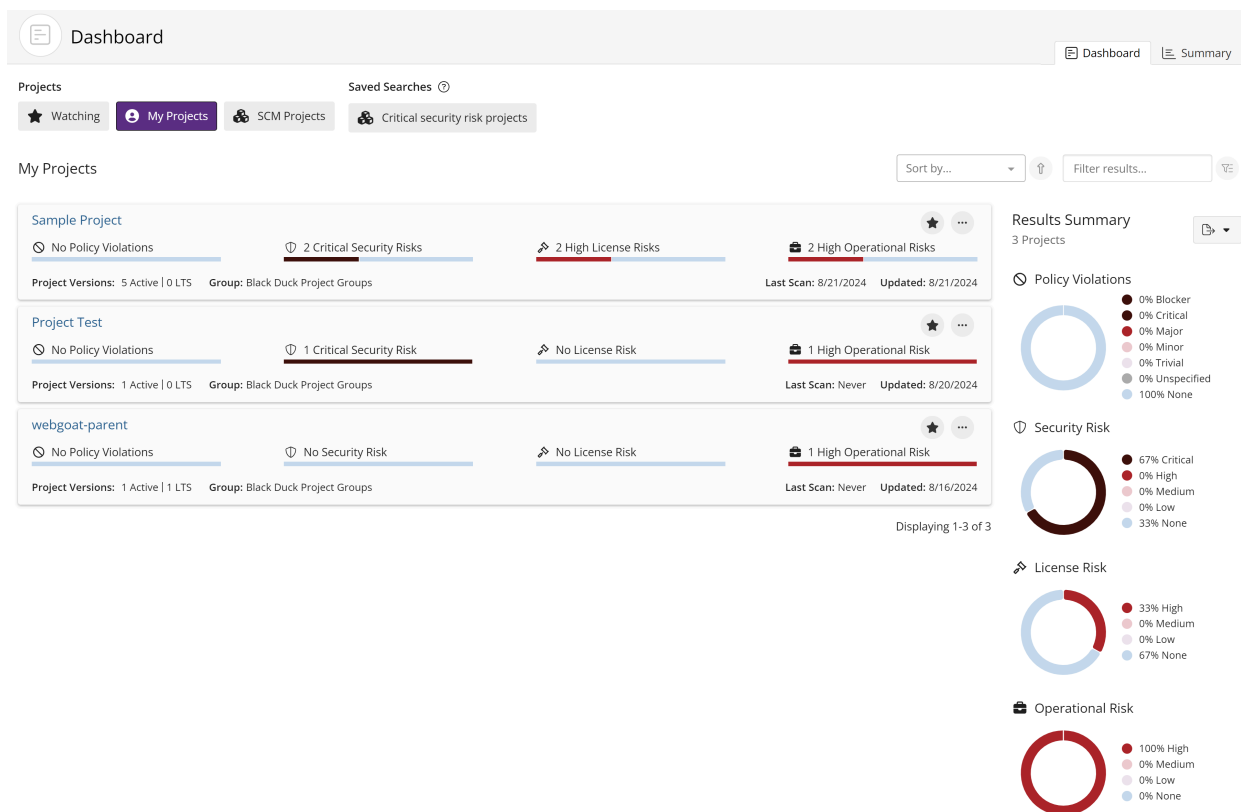 Dashboard
Dashboard Summary
Projects Saved Searches
Watching My Projects SCM Projects Critical security risk projects
My Projects
Sort by...
Filter results...
Sample Project
No Policy Violations 2 Critical Security Risks 2 High License Risks 2 High Operational Risks
Project Versions: 5 Active | 0 LTS Group: Black Duck Project Groups Last Scan: 8/21/2024 Updated: 8/21/2024
Project Test
No Policy Violations 1 Critical Security Risk No License Risk 1 High Operational Risk
Project Versions: 1 Active | 0 LTS Group: Black Duck Project Groups Last Scan: Never Updated: 8/20/2024
webgoat-parent
No Policy Violations No Security Risk No License Risk 1 High Operational Risk
Project Versions: 1 Active | 1 LTS Group: Black Duck Project Groups Last Scan: Never Updated: 8/16/2024
Displaying 1-3 of 3
Results Summary
3 Projects
Policy Violations
0% Blocker
0% Critical
0% Major
0% Minor
0% Trivial
0% Unspecified
100% None
Security Risk
67% Critical
0% High
0% Medium
0% Low
33% None
License Risk
33% High
0% Medium
0% Low
67% None
Operational Risk
100% High
0% Medium
0% Low
0% None